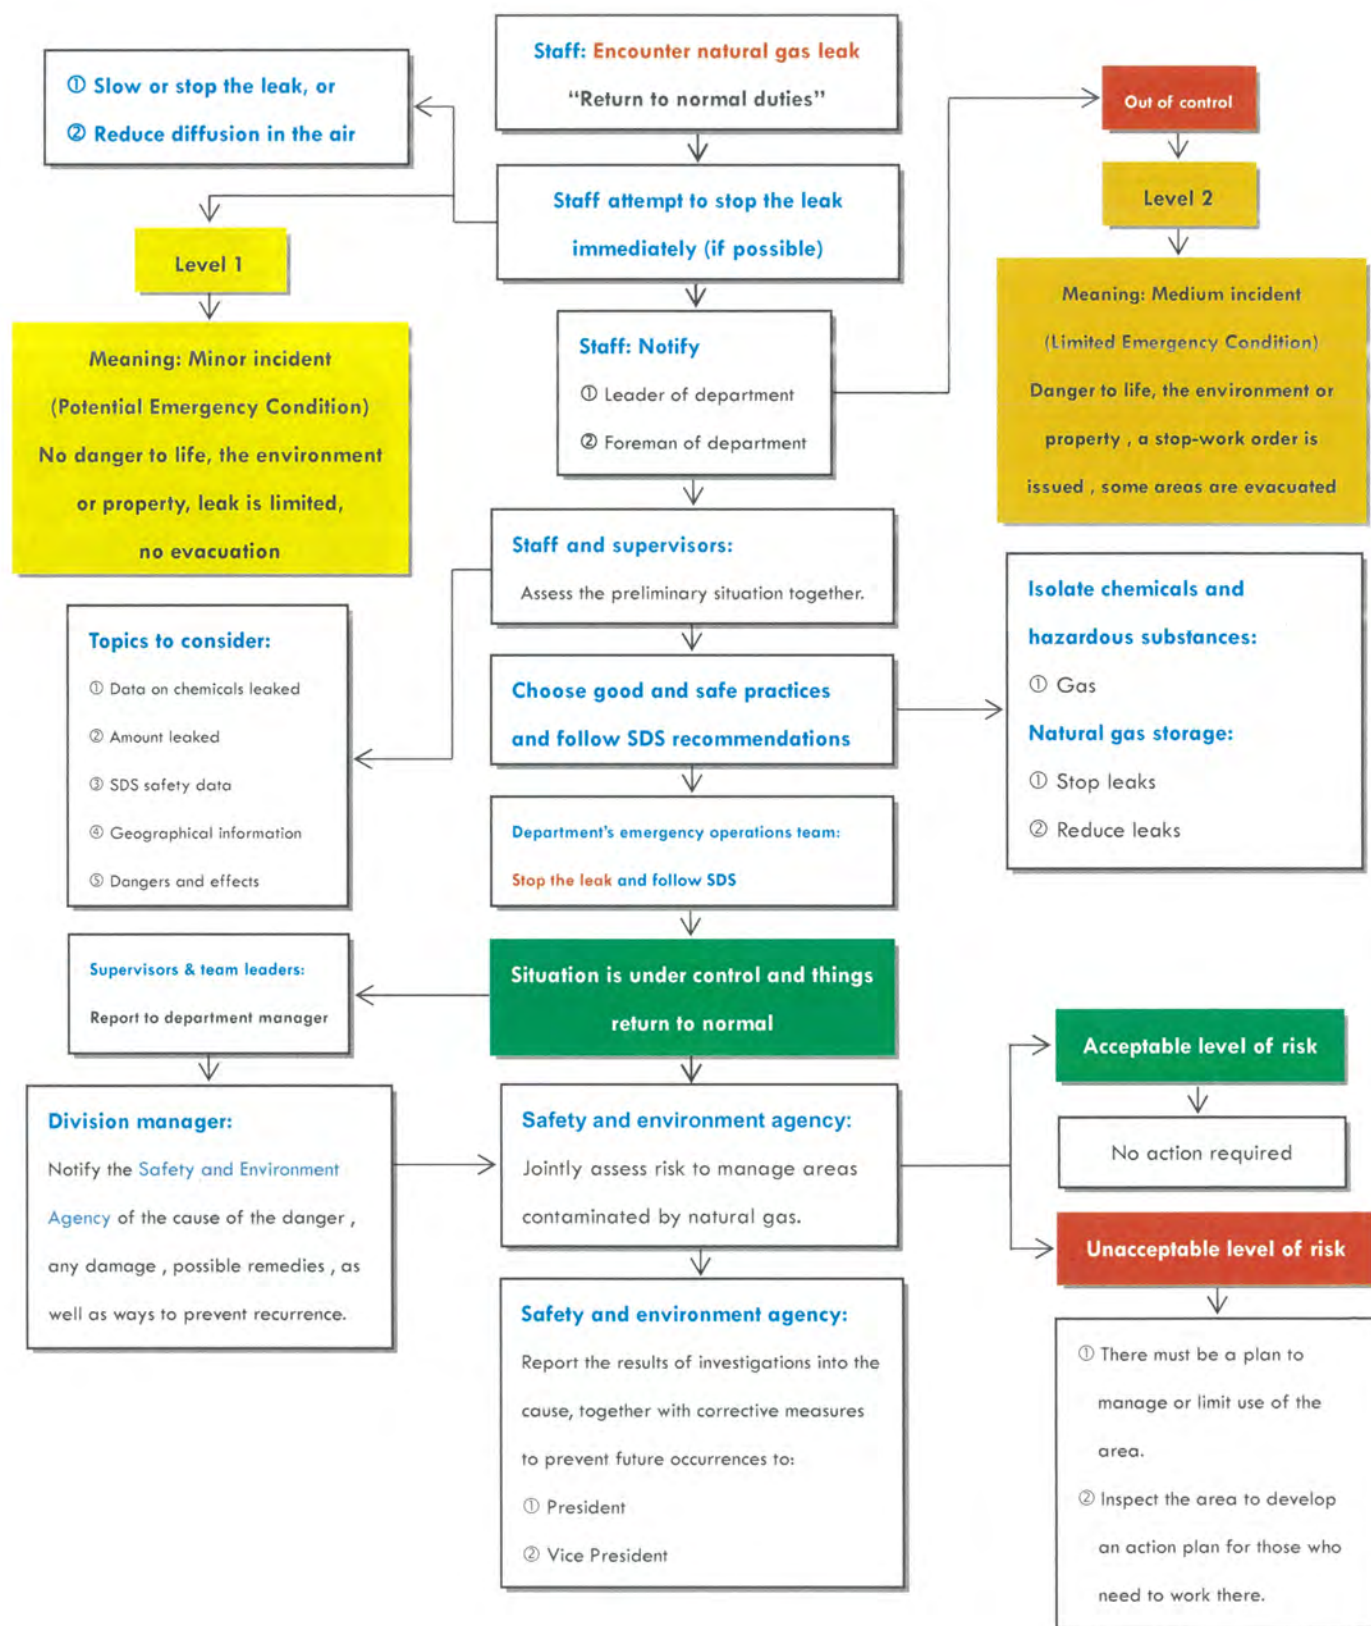 Staff: Encounter natural gas leak
“Return to normal duties”
① Slow or stop the leak, or
② Reduce diffusion in the air
Out of control
Staff attempt to stop the leak
immediately (if possible)
Level 2
Level 1
Meaning: Medium incident
(Limited Emergency Condition)
Danger to life, the environment or
property , a stop-work order is
issued , some areas are evacuated
Meaning: Minor incident
(Potential Emergency Condition)
No danger to life, the environment
or property, leak is limited,
no evacuation
Staff: Notify
① Leader of department
② Foreman of department
Staff and supervisors:
Assess the preliminary situation together.
Topics to consider:
① Data on chemicals leaked
② Amount leaked
③ SDS safety data
④ Geographical information
⑤ Dangers and effects
Choose good and safe practices
and follow SDS recommendations
Isolate chemicals and
hazardous substances:
① Gas
Natural gas storage:
① Stop leaks
② Reduce leaks
Department’s emergency operations team:
Stop the leak and follow SDS
Situation is under control and things
return to normal
Supervisors & team leaders:
Report to department manager
Division manager:
Notify the Safety and Environment
Agency of the cause of the danger ,
any damage , possible remedies , as
well as ways to prevent recurrence.
Safety and environment agency:
Jointly assess risk to manage areas
contaminated by natural gas.
Acceptable level of risk
No action required
Unacceptable level of risk
① There must be a plan to
manage or limit use of the
area.
② Inspect the area to develop
an action plan for those who
need to work there.
Safety and environment agency:
Report the results of investigations into the
cause, together with corrective measures
to prevent future occurrences to:
① President
② Vice President